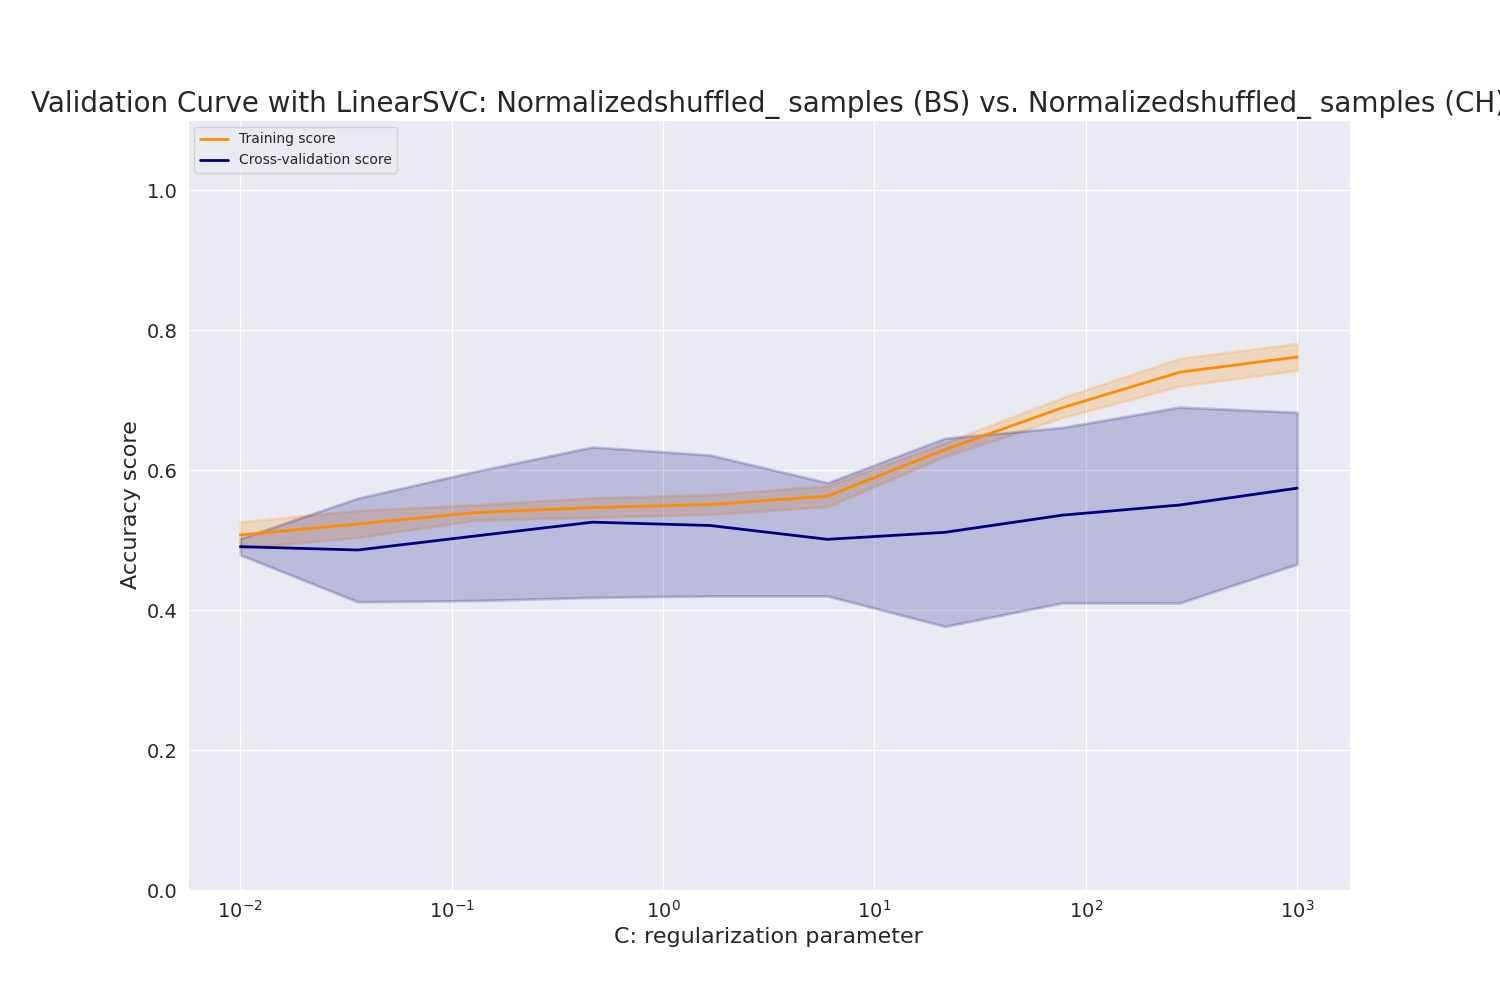 Validation Curve with LinearSVC: Normalizedshuffled_ samples (BS) vs. Normalizedshuffled_ samples (CH)
Training score
Cross-validation score
1.0
0.8
0.6
0.4
0.2
0.0
Accuracy score
10⁻² 10⁻¹ 10⁰ 10¹ 10² 10³
C: regularization parameter